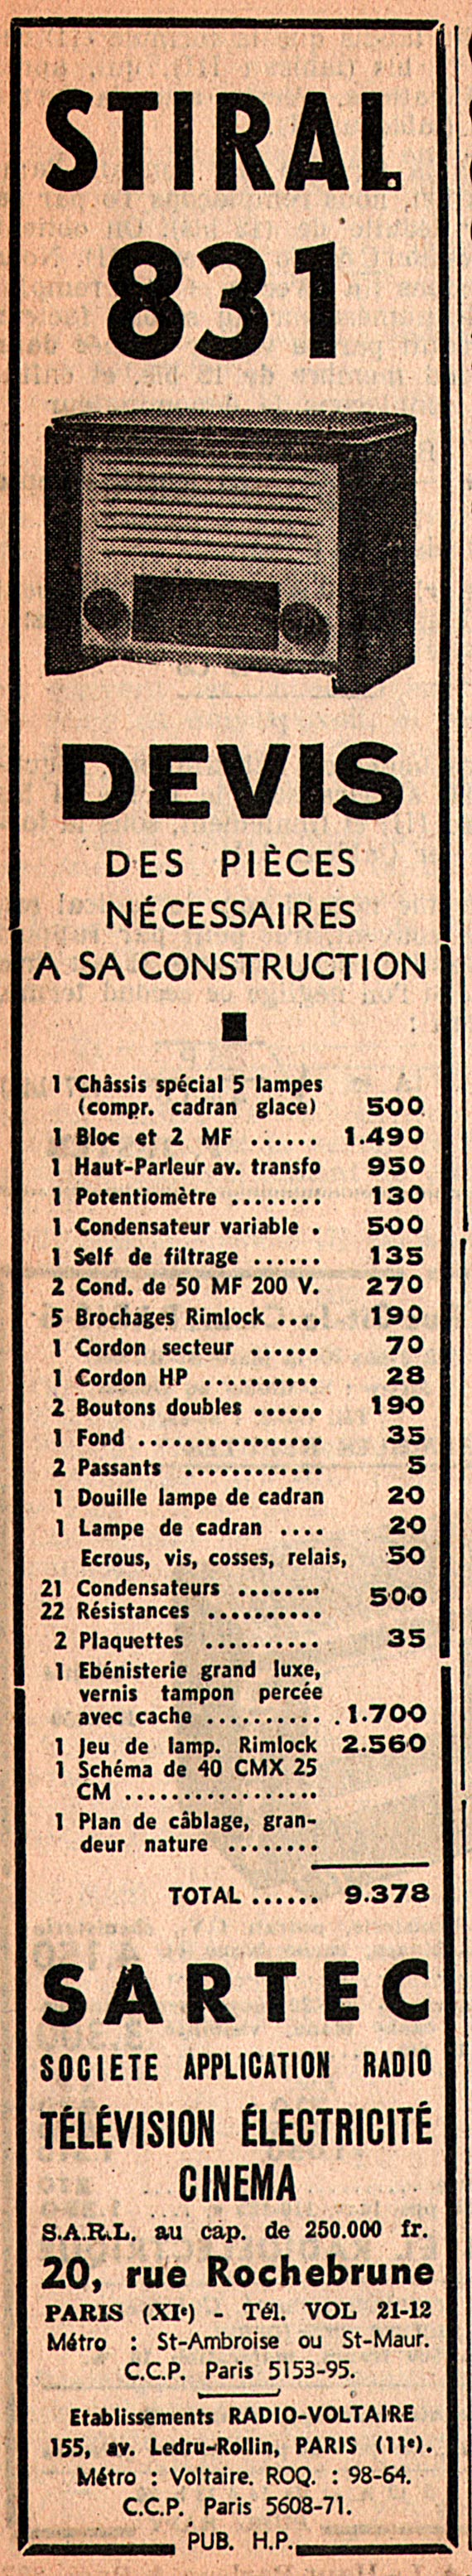 STIRAL
831
DEVIS
DES PIÈCES
NÉCESSAIRES
A SA CONSTRUCTION
1 Châssis spécial 5 lampes
(compr. cadran glace) 500
1 Bloc et 2 MF ...... 1.490
1 Haut-Parleur av. transfo 950
1 Potentiomètre ........ 130
1 Condensateur variable . 500
1 Self de filtrage ...... 135
2 Cond. de 50 MF 200 V. 270
5 Brochages Rimlock .... 190
1 Cordon secteur ...... 70
1 Cordon HP .......... 28
2 Boutons doubles ...... 190
1 Fond ................ 35
2 Passants ............ 5
1 Douille lampe de cadran 20
1 Lampe de cadran .... 20
Ecrous, vis, cosses, relais, 50
21 Condensateurs ........ 500
22 Résistances ..........
2 Plaquettes .......... 35
1 Ebénisterie grand luxe,
vernis tampon percée
avec cache .......... . 1.700
1 Jeu de lamp. Rimlock 2.560
1 Schéma de 40 CMX 25
CM .................
1 Plan de câblage, gran-
deur nature ........
TOTAL ...... 9.378
SARTEC
SOCIETE APPLICATION RADIO
TÉLÉVISION ÉLECTRICITÉ
CINEMA
S.A.R.L. au cap. de 250.000 fr.
20, rue Rochebrune
PARIS (XIe) - Tél. VOL 21-12
Métro : St-Ambroise ou St-Maur.
C.C.P. Paris 5153-95.
Etablissements RADIO-VOLTAIRE
155, av. Ledru-Rollin, PARIS (11e).
Métro : Voltaire. ROQ. : 98-64.
C.C.P. Paris 5608-71.
PUB. H.P.